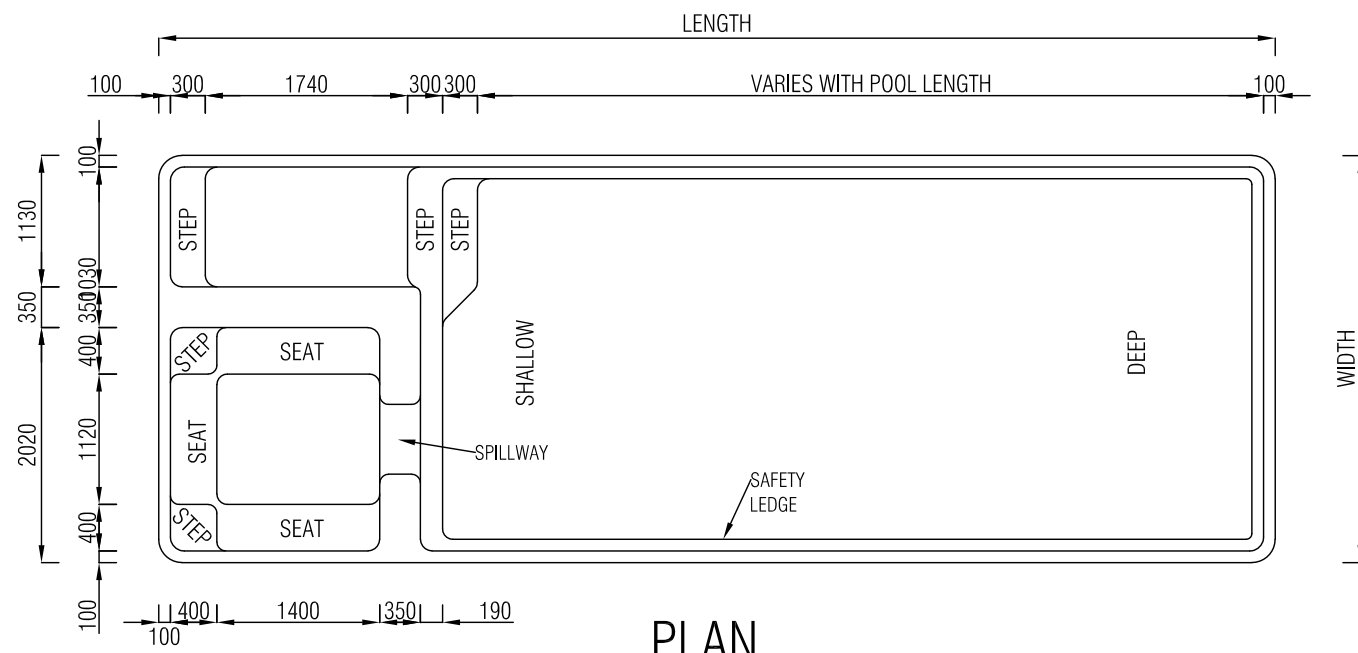 LENGTH
100 300 1740 300 300 VARIES WITH POOL LENGTH 100
100
1130
1030
STEP
STEP
STEP
350
350
400
STEP
SEAT
SHALLOW
DEEP
WIDTH
2020
1120
SEAT
SPILLWAY
SAFETY
LEDGE
400
STEP
SEAT
100
400 1400 350 190
100
PLAN